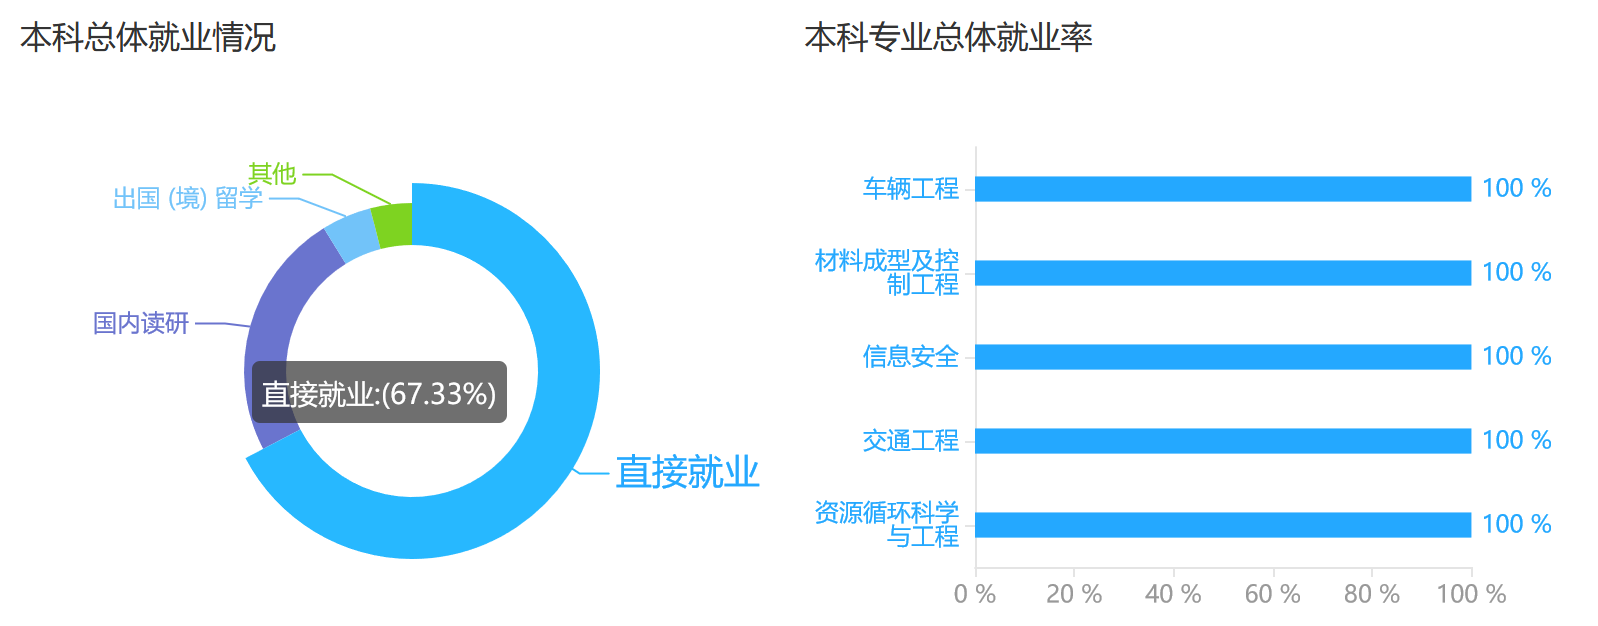 本科总体就业情况
其他
出国 (境) 留学
国内读研
直接就业:(67.33%)
直接就业
本科专业总体就业率
车辆工程
100 %
材料成型及控
制工程
100 %
信息安全
100 %
交通工程
100 %
资源循环科学
与工程
100 %
0 %
20 %
40 %
60 %
80 %
100 %